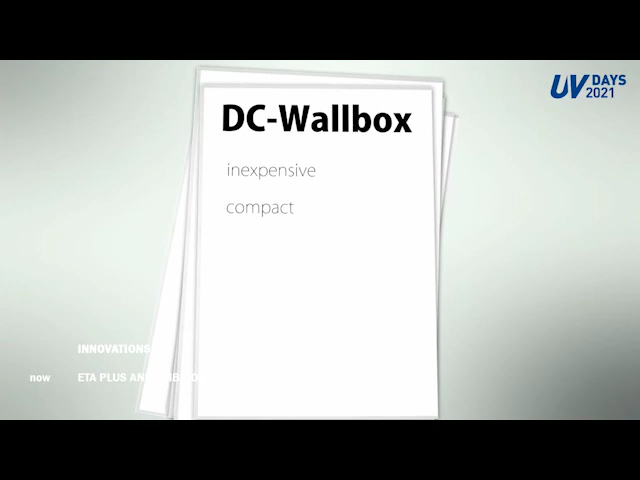 UV DAYS
2021
DC-Wallbox
inexpensive
compact
INNOVATIONS
now ETA PLUS AN